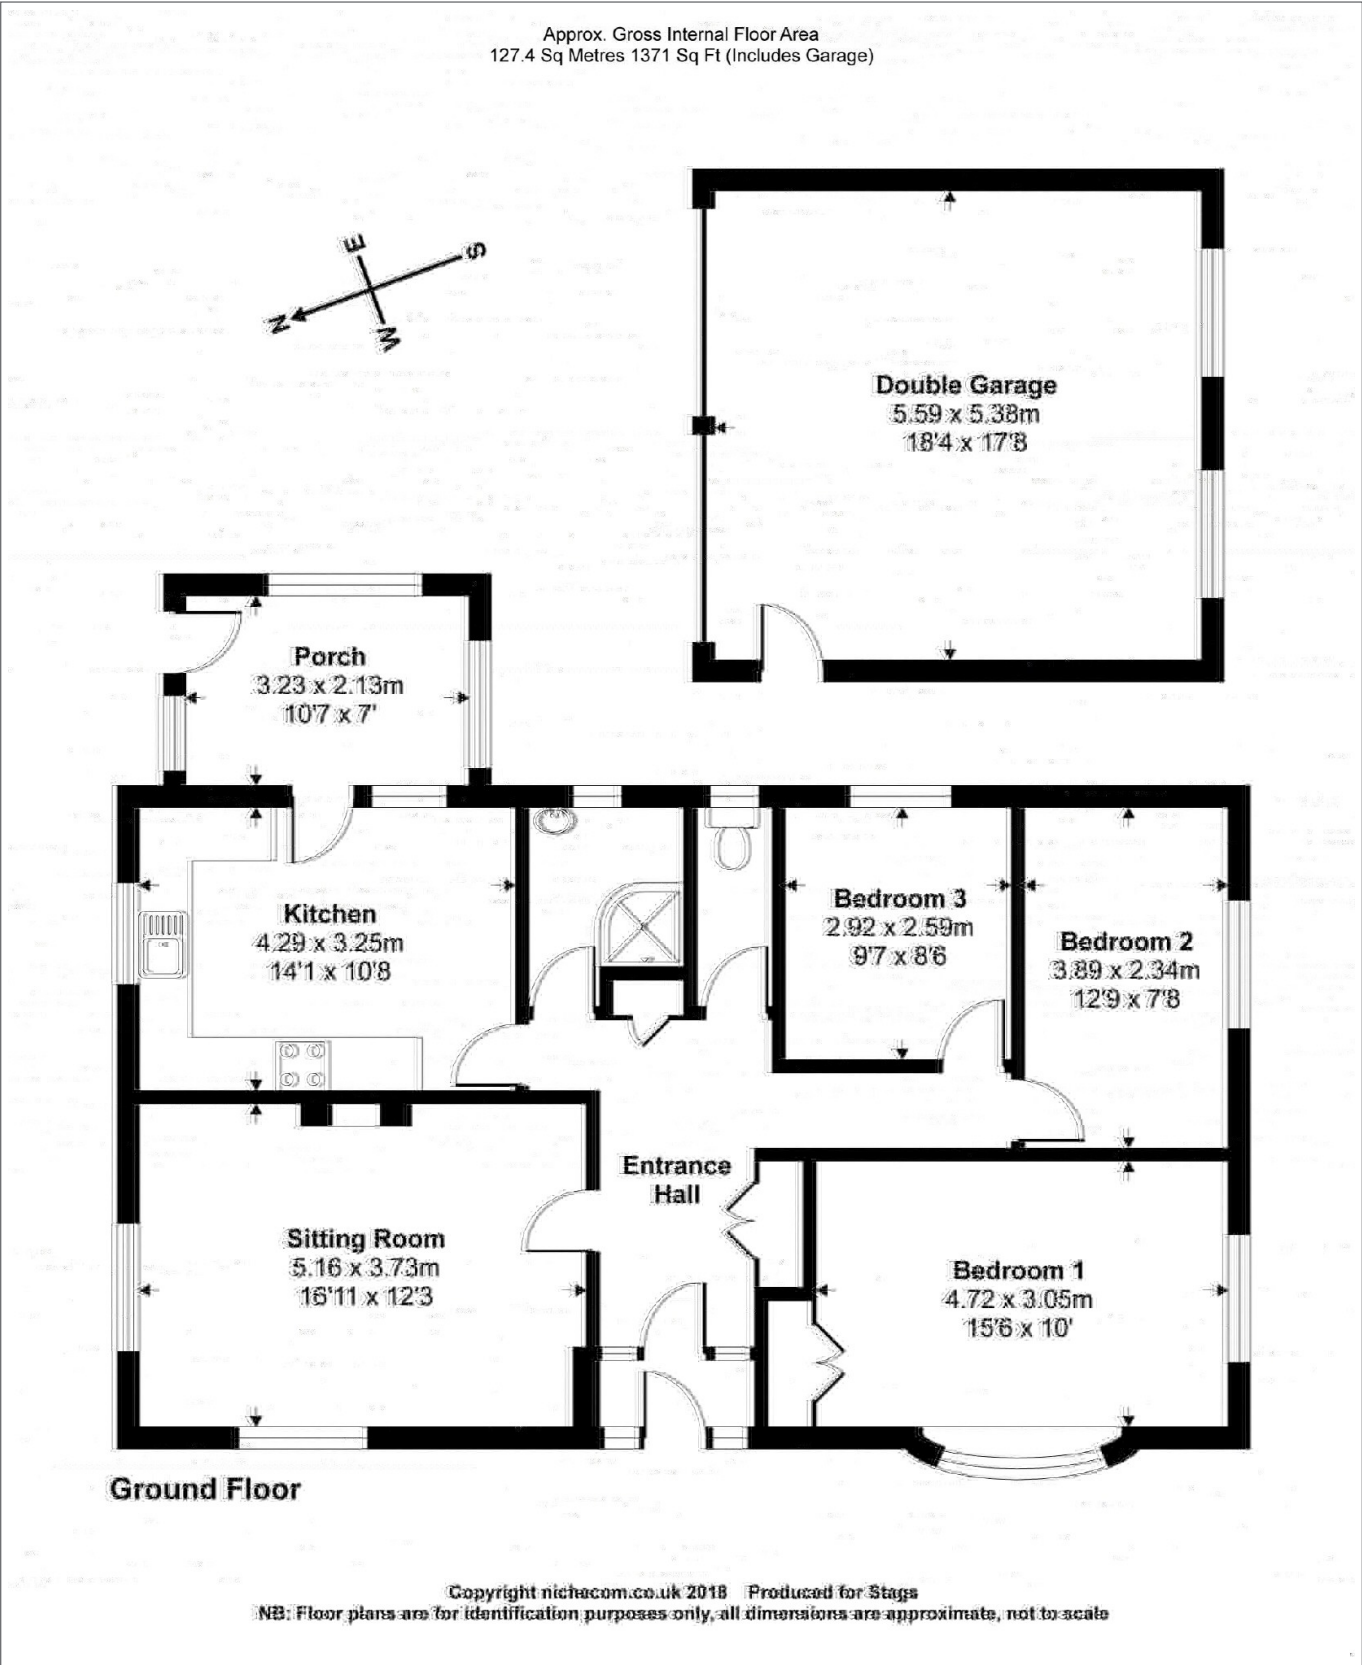 Approx. Gross Internal Floor Area
127.4 Sq Metres 1371 Sq Ft (Includes Garage)
E
S
N
W
Double Garage
5.59 x 5.38m
18'4 x 17'8
Porch
3.23 x 2.13m
10'7 x 7'
Kitchen
4.29 x 3.25m
14'1 x 10'8
Bedroom 3
2.92 x 2.59m
9'7 x 8'6
Bedroom 2
3.89 x 2.34m
12'9 x 7'8
Entrance
Hall
Sitting Room
5.16 x 3.73m
16'11 x 12'3
Bedroom 1
4.72 x 3.05m
15'6 x 10'
Ground Floor
Copyright nichecom.co.uk 2018 Produced for Stags
NB: Floor plans are for identification purposes only, all dimensions are approximate, not to scale